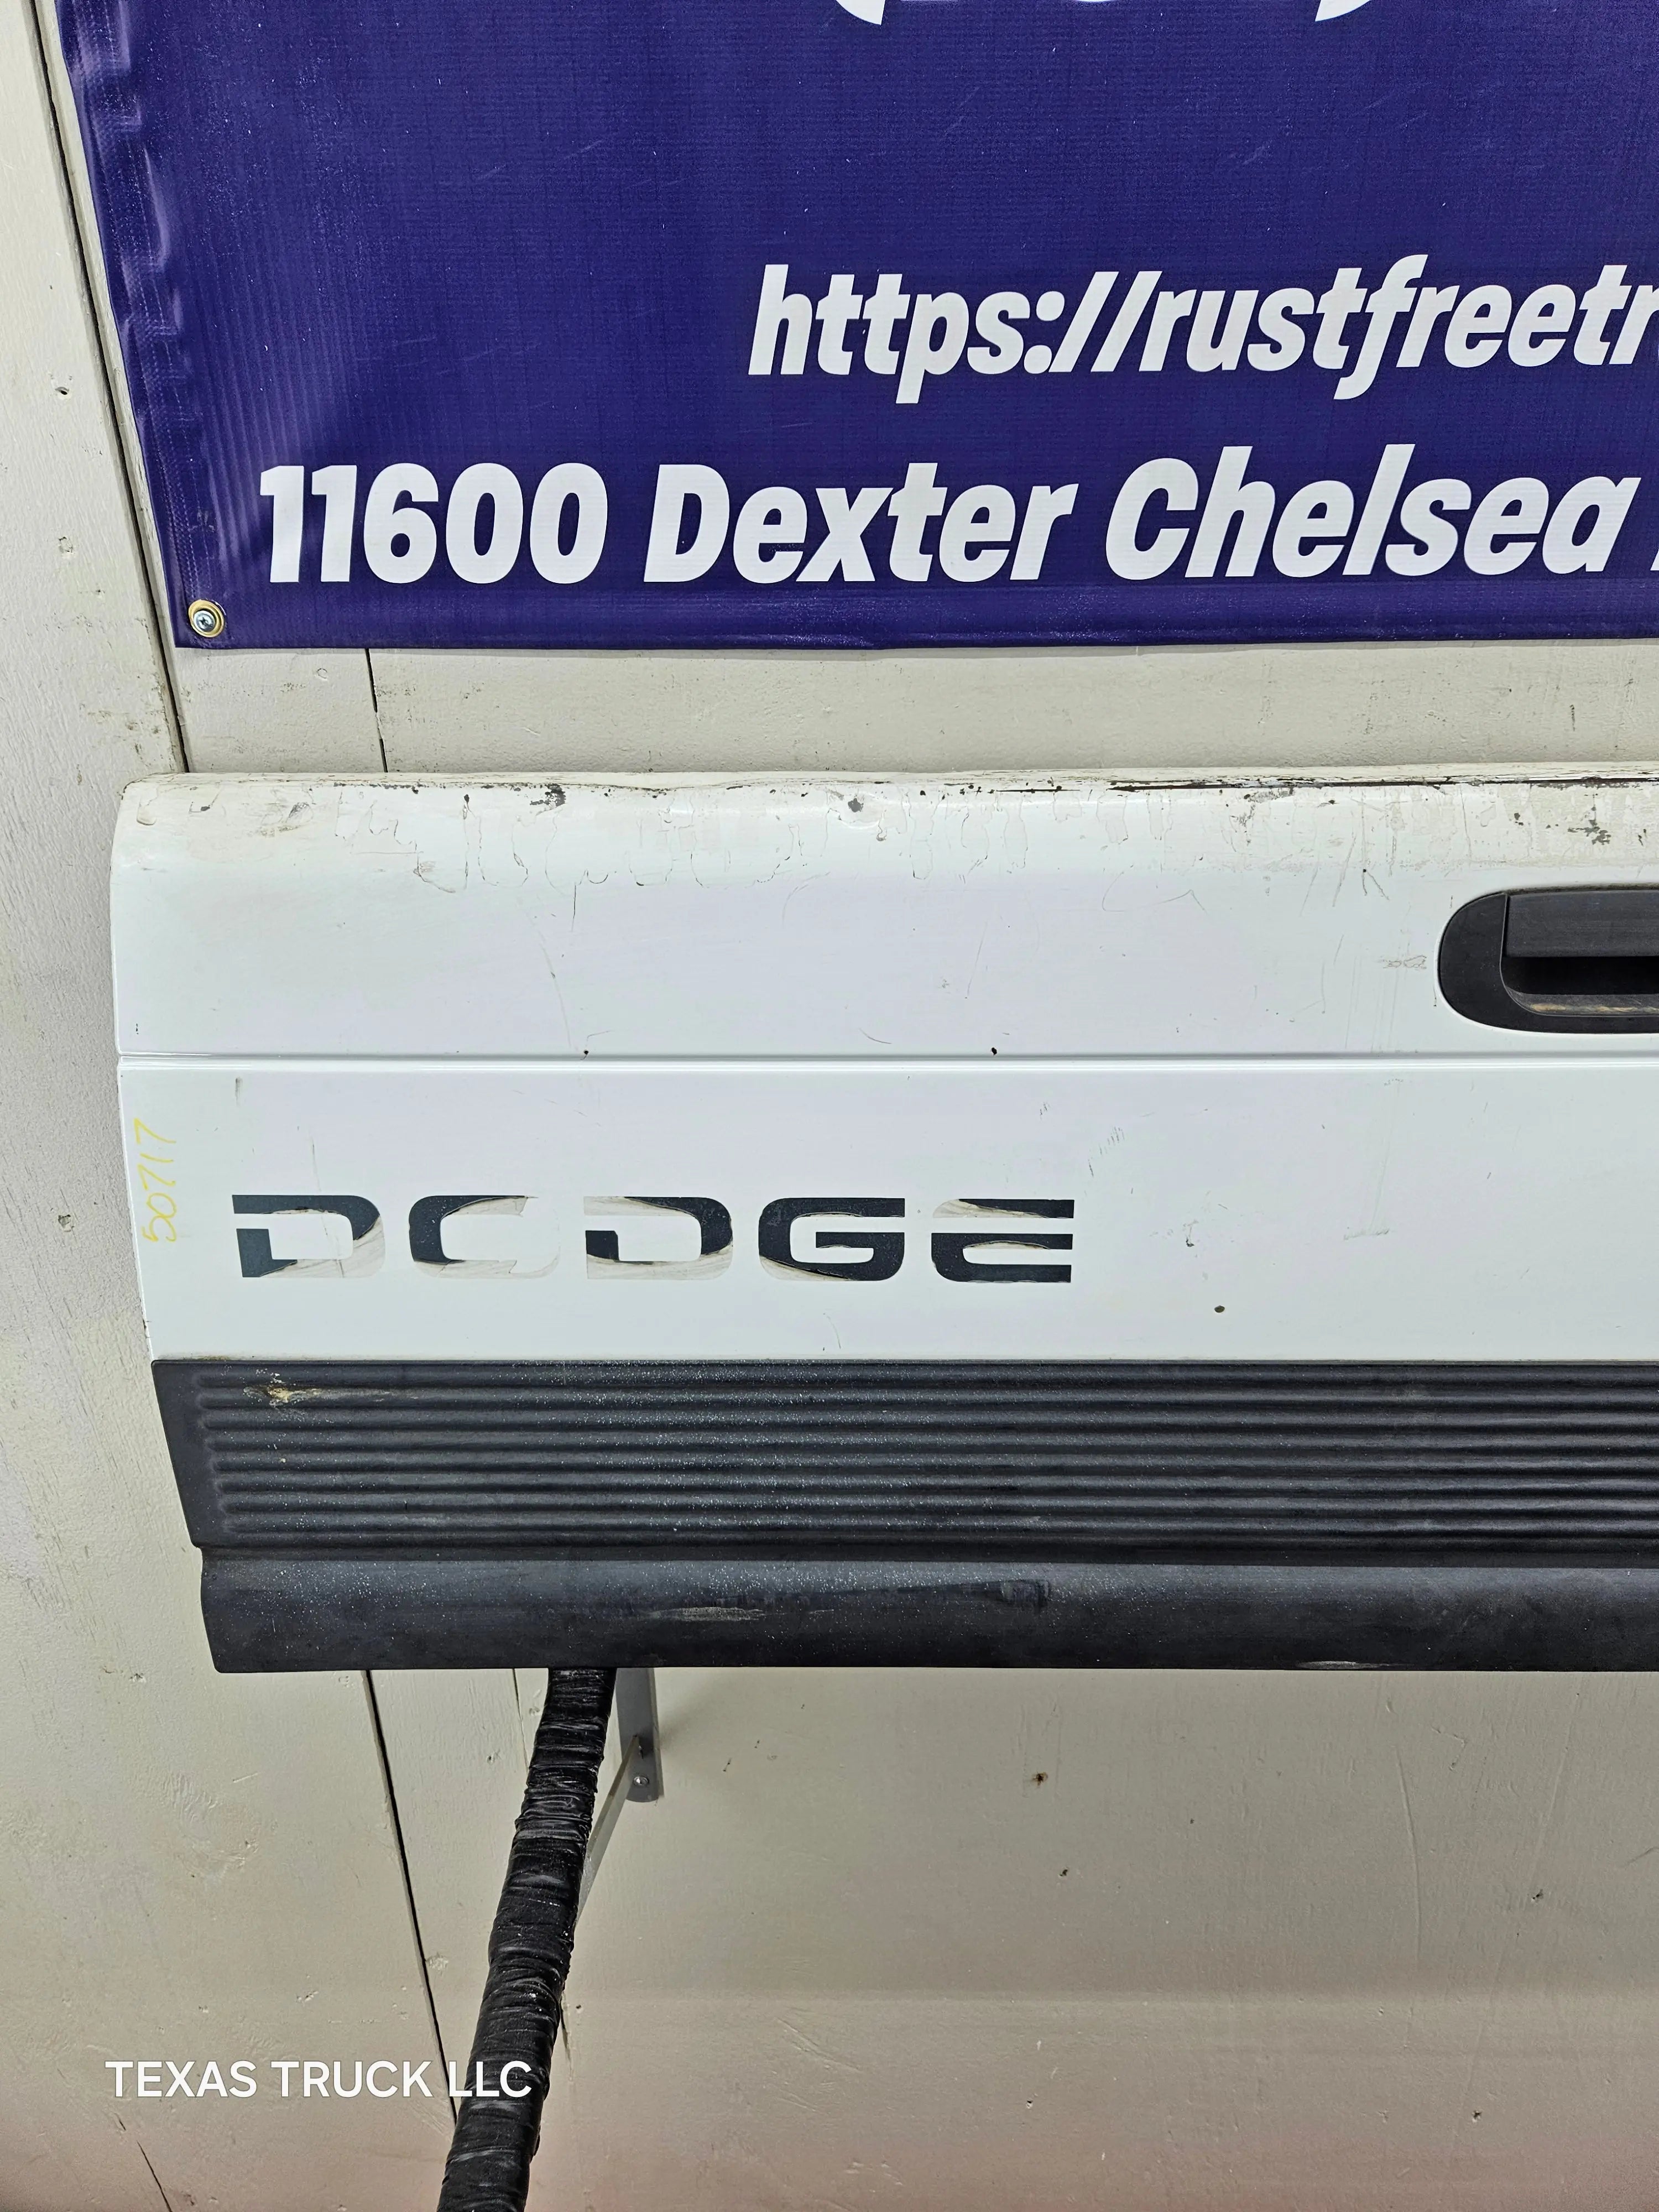 https://rustfreetr
11600 Dexter Chelsea
50717
DODGE
TEXAS TRUCK LLC